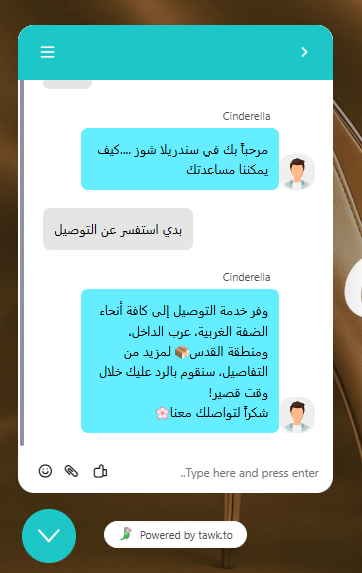 Cinderella
مرحباً بك في سندريلا شوز ....كيف
يمكننا مساعدتك
بدي استفسر عن التوصيل
Cinderella
وفر خدمة التوصيل إلى كافة أنحاء
الضفة الغربية، عرب الداخل،
ومنطقة القدس📦 لمزيد من
التفاصيل، سنقوم بالرد عليك خلال
وقت قصير!
شكراً لتواصلك معنا🌸
..Type here and press enter
Powered by tawk.to